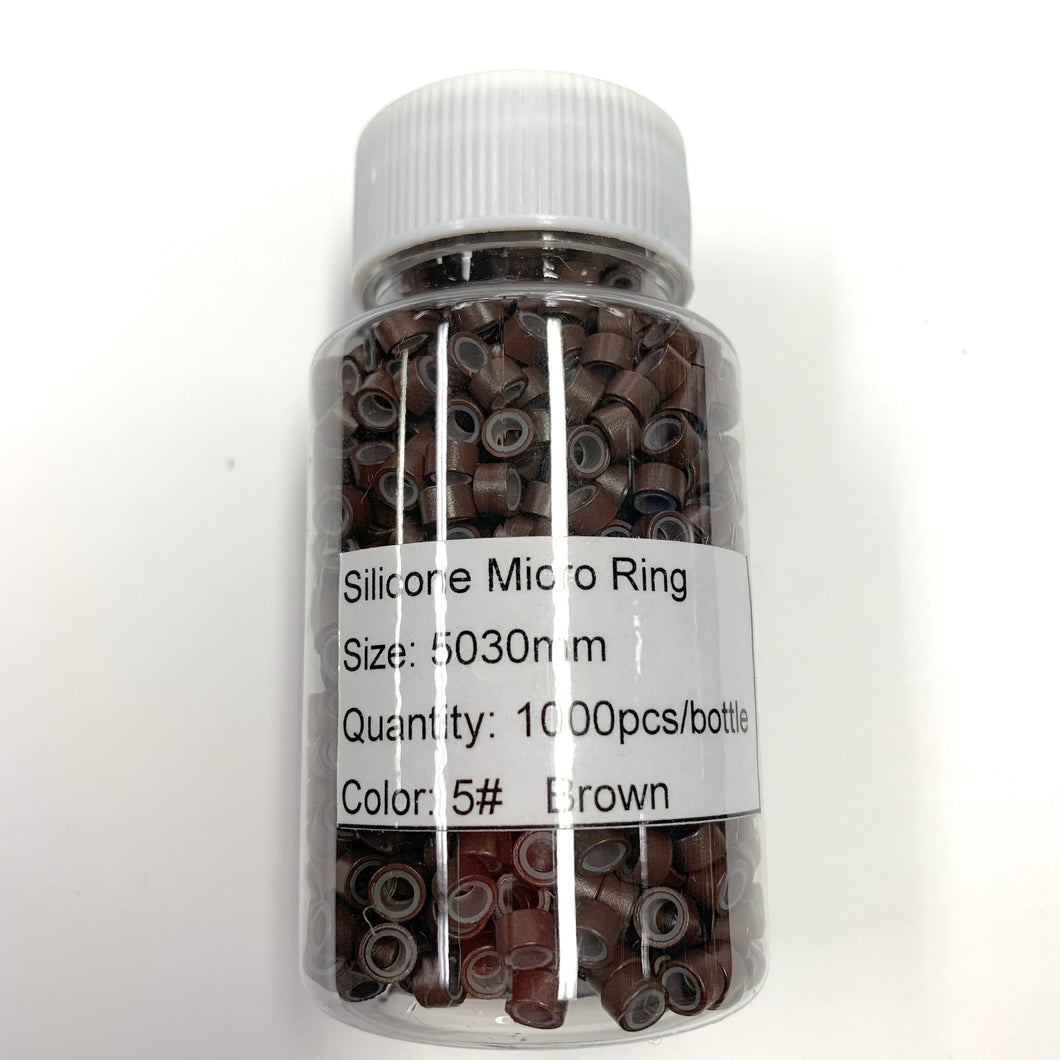 Silicone Micro Ring
Size: 5030mm
Quantity: 1000pcs/bottle
Color: 5# Brown